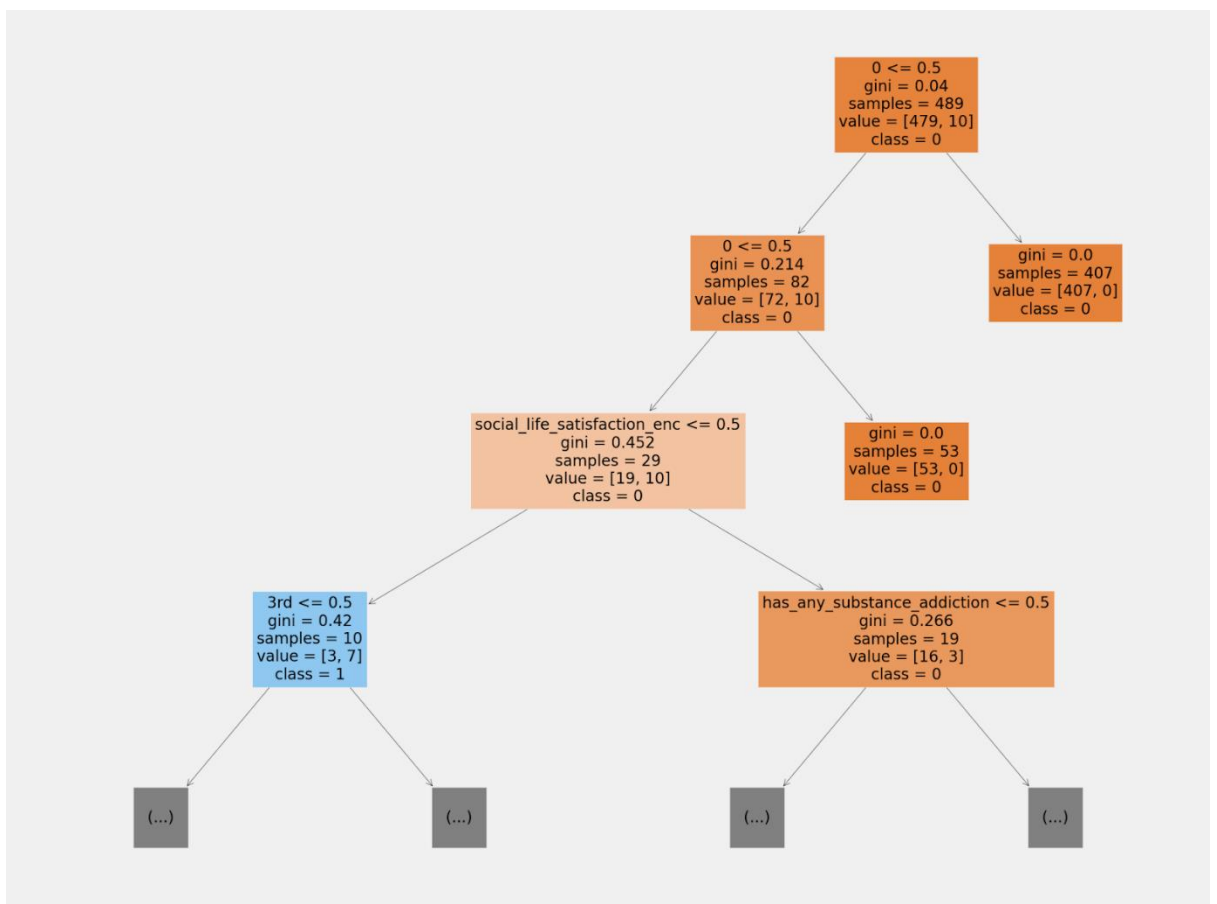 0 <= 0.5
gini = 0.04
samples = 489
value = [479, 10]
class = 0
0 <= 0.5
gini = 0.214
samples = 82
value = [72, 10]
class = 0
gini = 0.0
samples = 407
value = [407, 0]
class = 0
social_life_satisfaction_enc <= 0.5
gini = 0.452
samples = 29
value = [19, 10]
class = 0
gini = 0.0
samples = 53
value = [53, 0]
class = 0
3rd <= 0.5
gini = 0.42
samples = 10
value = [3, 7]
class = 1
has_any_substance_addiction <= 0.5
gini = 0.266
samples = 19
value = [16, 3]
class = 0
(...)
(...)
(...)
(...)